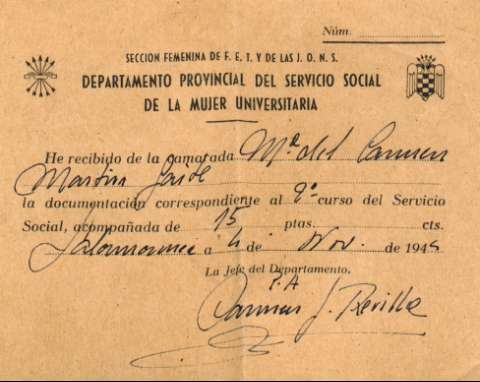 Núm.
SECCION FEMENINA DE F. E. T. Y DE LAS J. O. N. S.
DEPARTAMENTO PROVINCIAL DEL SERVICIO SOCIAL
DE LA MUJER UNIVERSITARIA
He recibido de la camarada Mª del Carmen
Martín
la documentación correspondiente al curso del Servicio
Social, acompañada de 15 ptas. cts.
Salamanca a 4 de Nov. de 194
La Jefe del Departamento,
P.A
Carmen J. Revilla